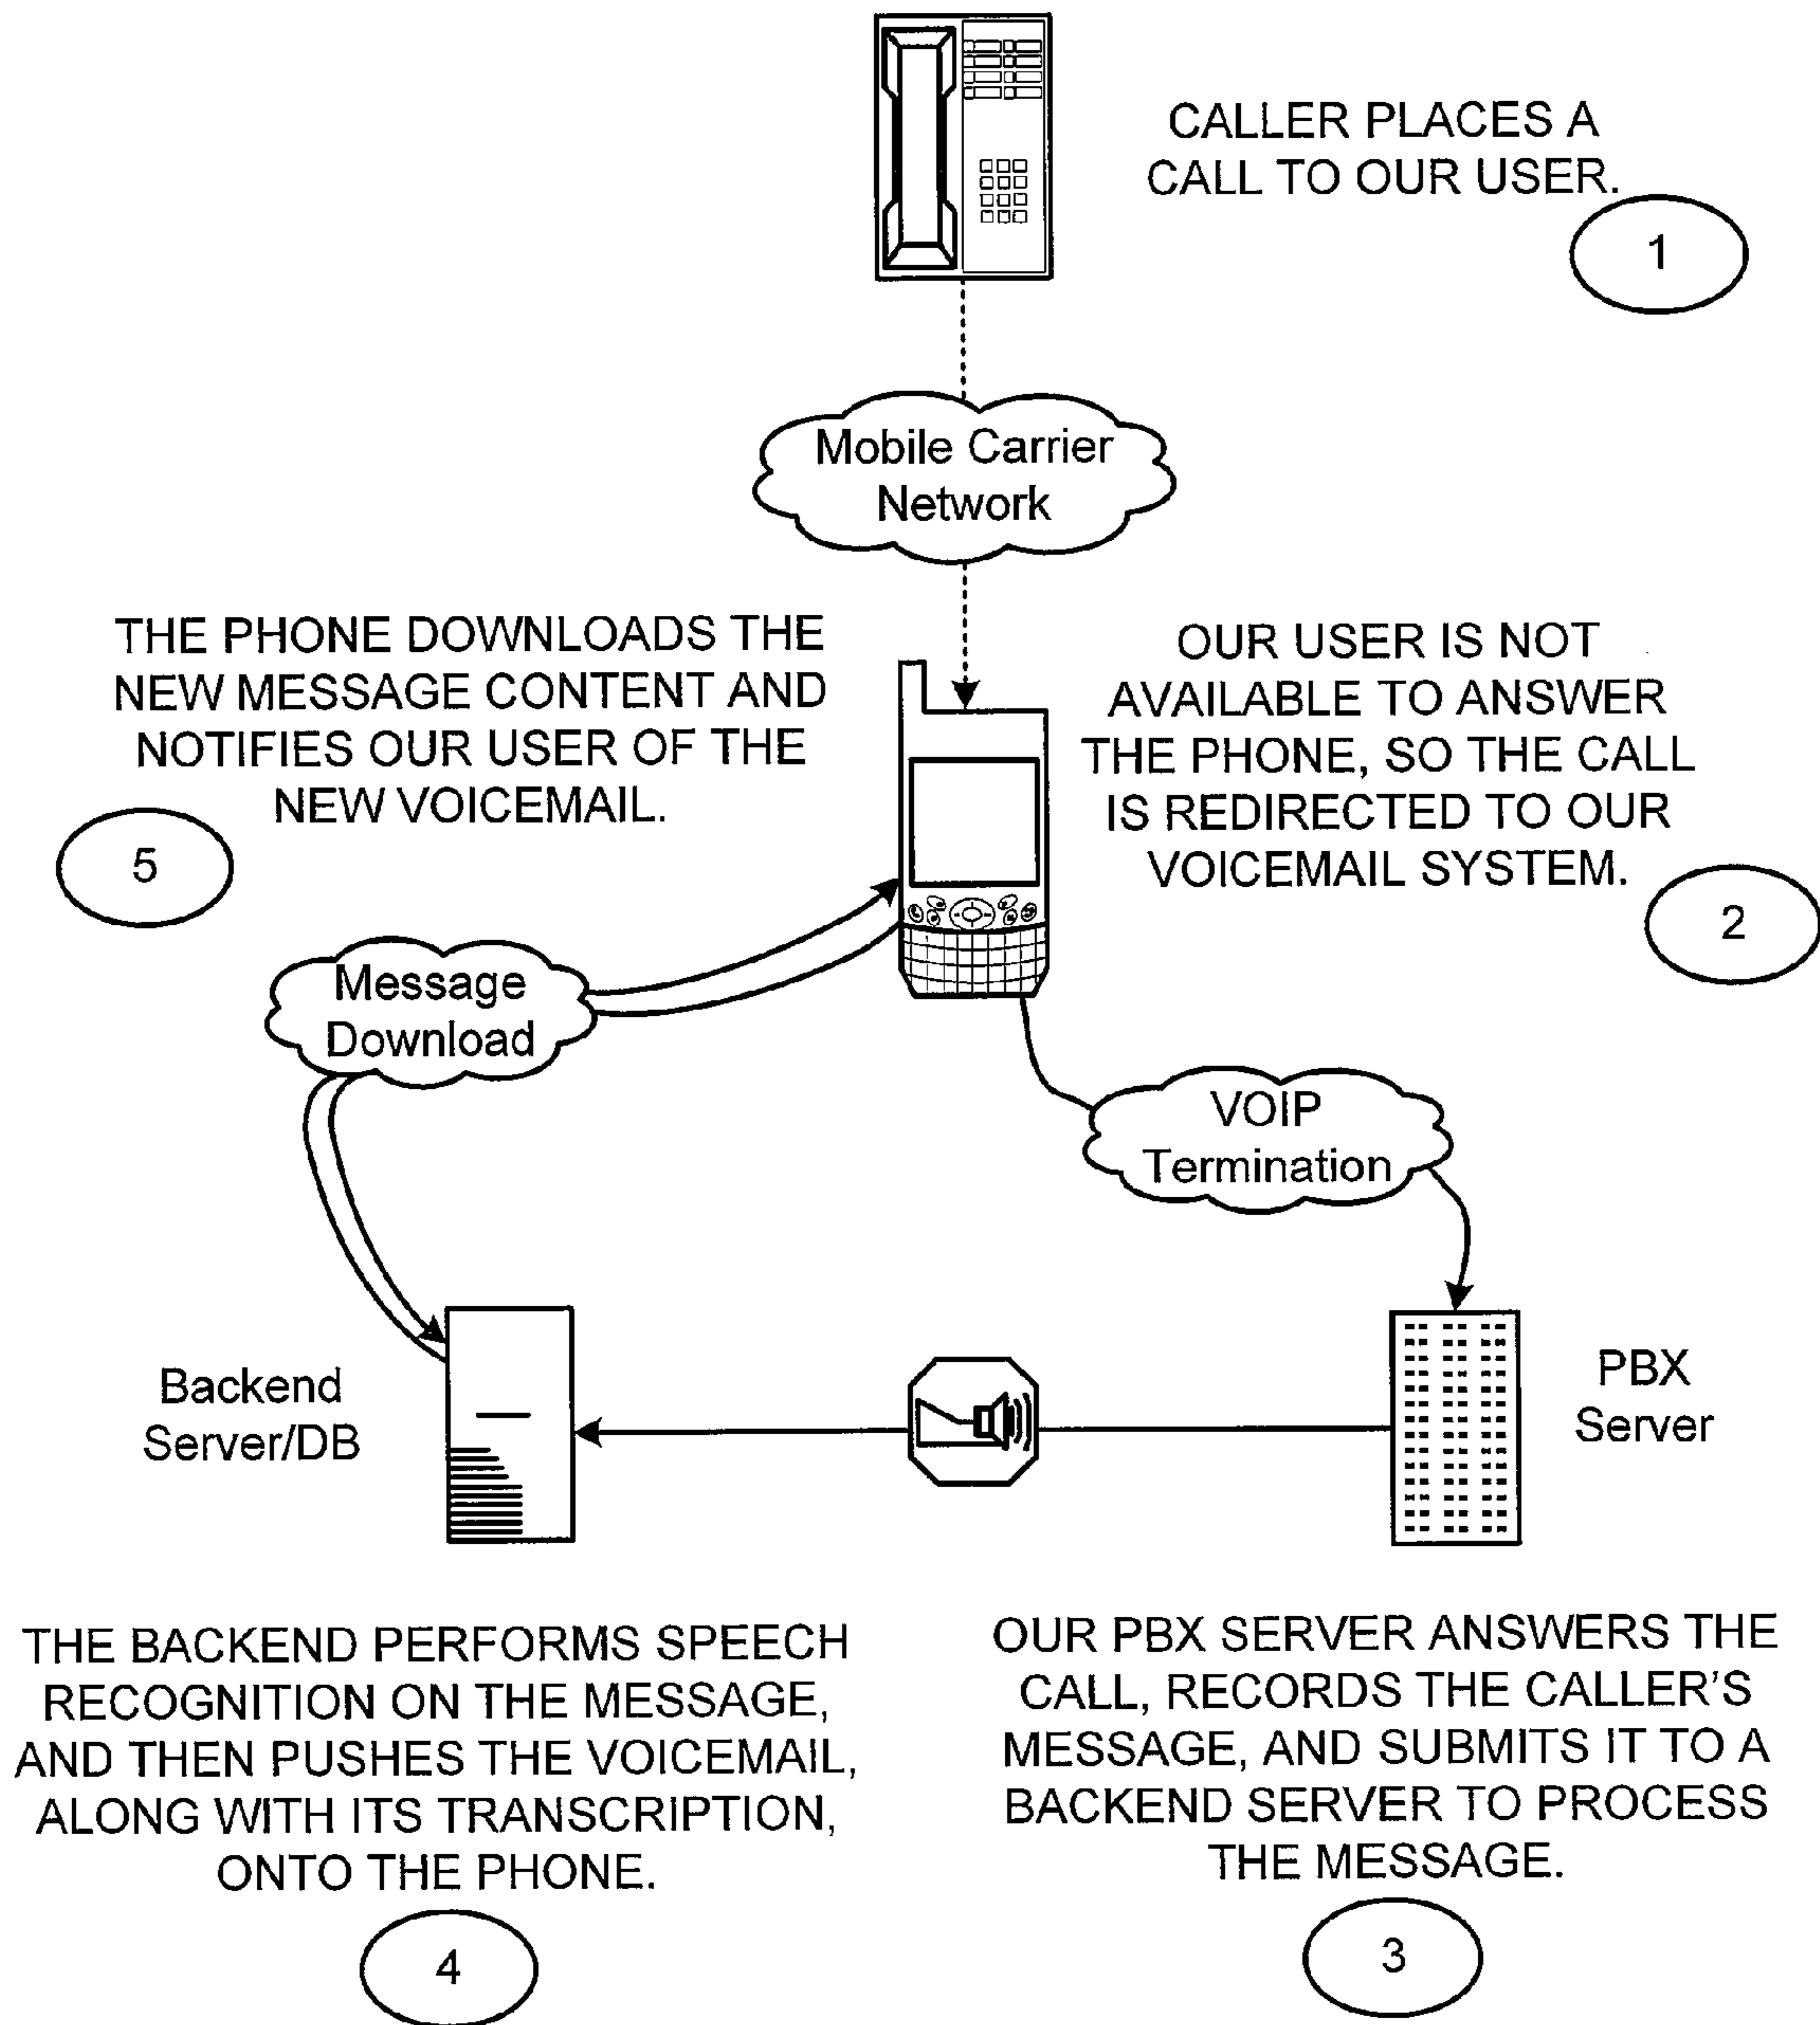 CALLER PLACES A
CALL TO OUR USER.
1
Mobile Carrier
Network
THE PHONE DOWNLOADS THE
NEW MESSAGE CONTENT AND
NOTIFIES OUR USER OF THE
NEW VOICEMAIL.
5
OUR USER IS NOT
AVAILABLE TO ANSWER
THE PHONE, SO THE CALL
IS REDIRECTED TO OUR
VOICEMAIL SYSTEM.
2
Message
Download
VOIP
Termination
Backend
Server/DB
PBX
Server
THE BACKEND PERFORMS SPEECH
RECOGNITION ON THE MESSAGE,
AND THEN PUSHES THE VOICEMAIL,
ALONG WITH ITS TRANSCRIPTION,
ONTO THE PHONE.
4
OUR PBX SERVER ANSWERS THE
CALL, RECORDS THE CALLER'S
MESSAGE, AND SUBMITS IT TO A
BACKEND SERVER TO PROCESS
THE MESSAGE.
3